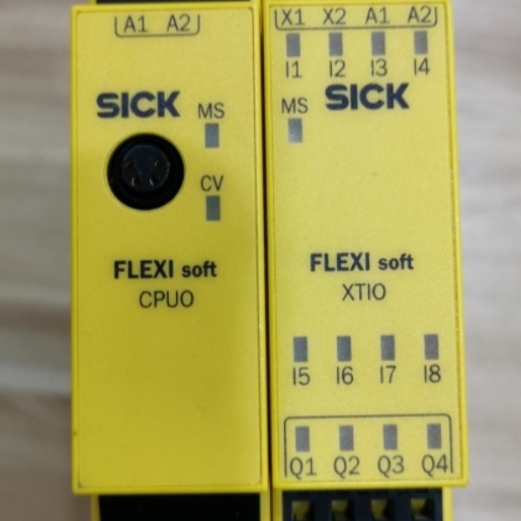 A1 A2
SICK
MS
CV
FLEXI soft
CPU0
X1 X2 A1 A2
I1 I2 I3 I4
MS
SICK
FLEXI soft
XTIO
I5 I6 I7 I8
Q1 Q2 Q3 Q4